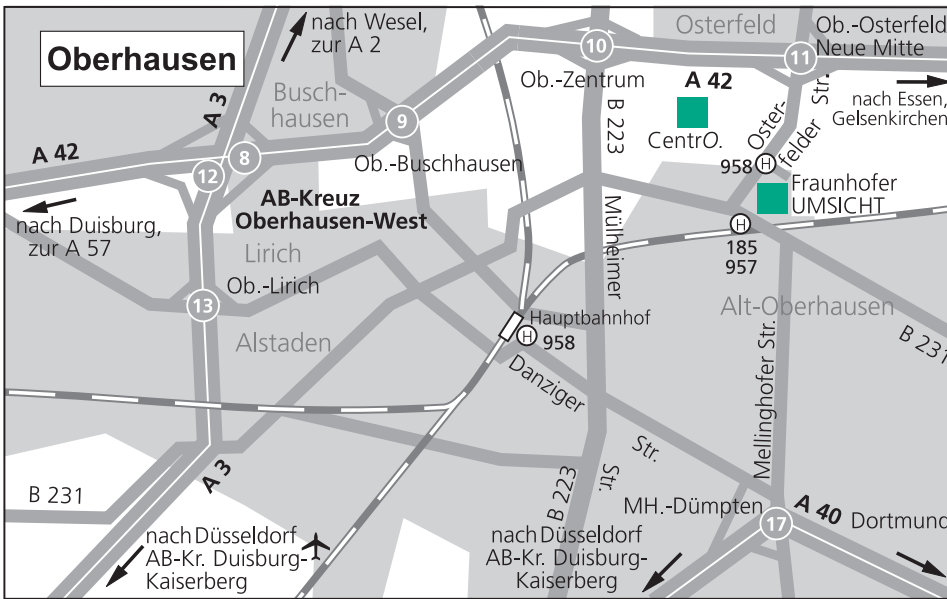 Oberhausen
nach Wesel,
zur A 2
Osterfeld
Ob.-Osterfeld
Neue Mitte
10
11
Ob.-Zentrum
A 42
nach Essen,
Gelsenkirchen
A 3
Busch-
hausen
9
B 223
CentrO.
Oster-
felder
Str.
A 42
8
12
Ob.-Buschhausen
958 H
AB-Kreuz
Oberhausen-West
Fraunhofer
UMSICHT
nach Duisburg,
zur A 57
Mülheimer
H
185
957
Lirich
Ob.-Lirich
13
Alt-Oberhausen
Hauptbahnhof
H 958
Alstaden
B 231
Danziger
Mellinghofer Str.
Str.
A 3
B 231
B 223
Str.
MH.-Dümpten
17
A 40
Dortmund
nach Düsseldorf
AB-Kr. Duisburg-
Kaiserberg
nach Düsseldorf
AB-Kr. Duisburg-
Kaiserberg